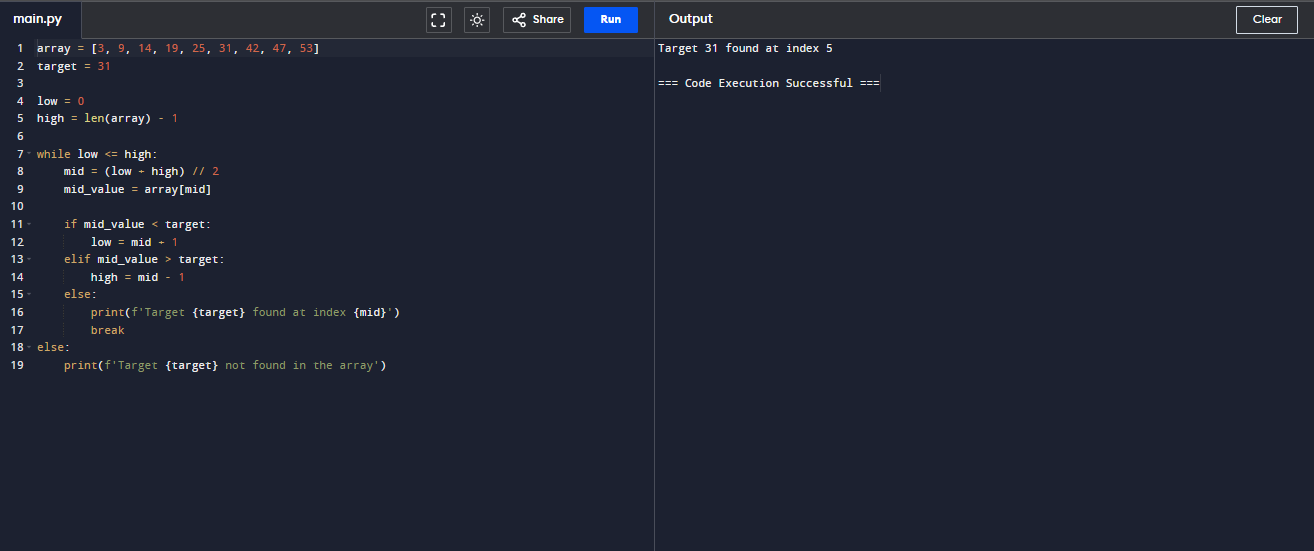 main.py Share Run Output Clear
1 array = [3, 9, 14, 19, 25, 31, 42, 47, 53]
2 target = 31
3
4 low = 0
5 high = len(array) - 1
6
7 while low <= high:
8     mid = (low + high) // 2
9     mid_value = array[mid]
10
11     if mid_value < target:
12         low = mid + 1
13     elif mid_value > target:
14         high = mid - 1
15     else:
16         print(f'Target {target} found at index {mid}')
17         break
18 else:
19     print(f'Target {target} not found in the array')
Target 31 found at index 5
=== Code Execution Successful ===